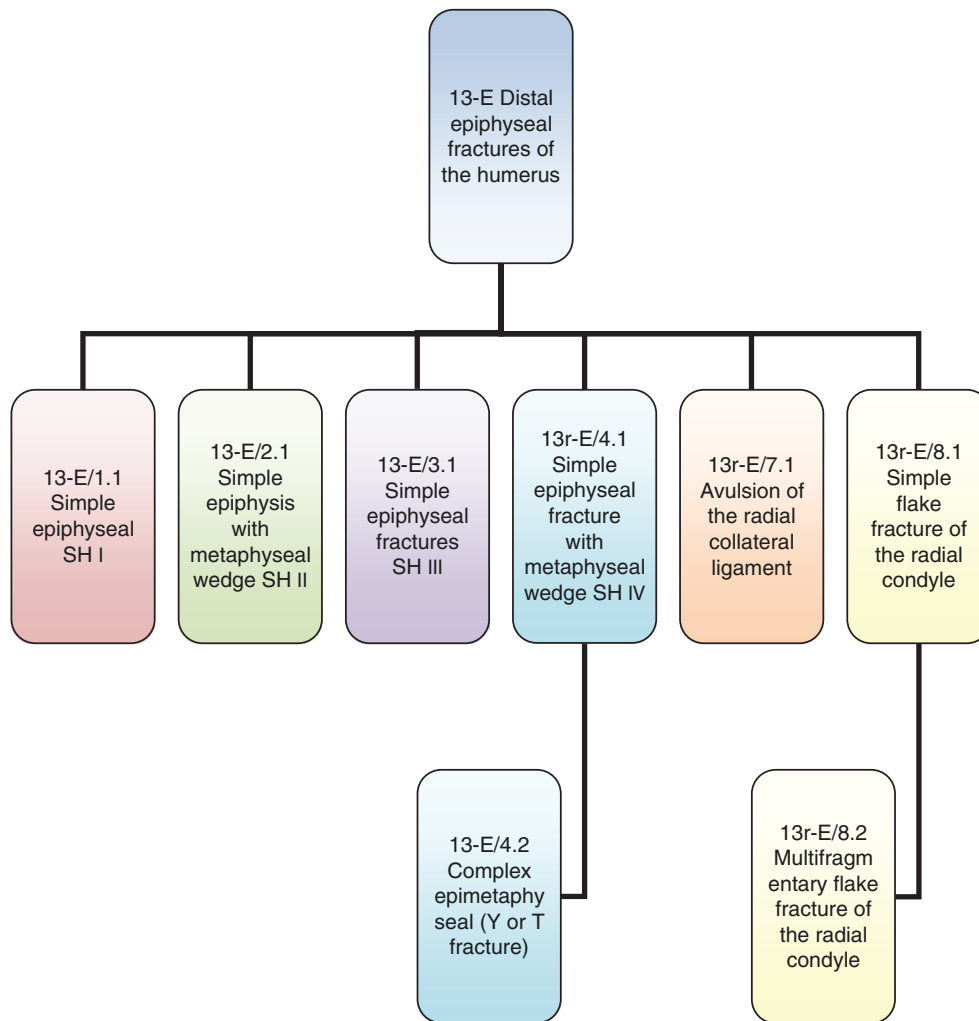 13-E Distal
epiphyseal
fractures of
the humerus
13-E/1.1
Simple
epiphyseal
SH I
13-E/2.1
Simple
epiphysis
with
metaphyseal
wedge SH II
13-E/3.1
Simple
epiphyseal
fractures
SH III
13r-E/4.1
Simple
epiphyseal
fracture
with
metaphyseal
wedge SH IV
13r-E/7.1
Avulsion of
the radial
collateral
ligament
13r-E/8.1
Simple
flake
fracture of
the radial
condyle
13-E/4.2
Complex
epimetaphy
seal (Y or T
fracture)
13r-E/8.2
Multifragm
entary flake
fracture of
the radial
condyle